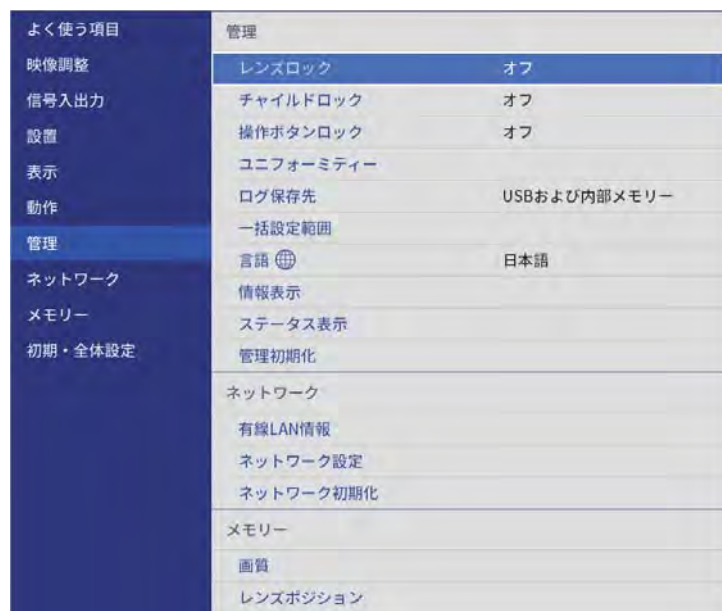 よく使う項目
映像調整
信号入出力
設置
表示
動作
管理
ネットワーク
メモリー
初期・全体設定
管理
レンズロック オフ
チャイルドロック オフ
操作ボタンロック オフ
ユニフォーミティー
ログ保存先 USBおよび内部メモリー
一括設定範囲
言語 日本語
情報表示
ステータス表示
管理初期化
ネットワーク
有線LAN情報
ネットワーク設定
ネットワーク初期化
メモリー
画質
レンズポジション